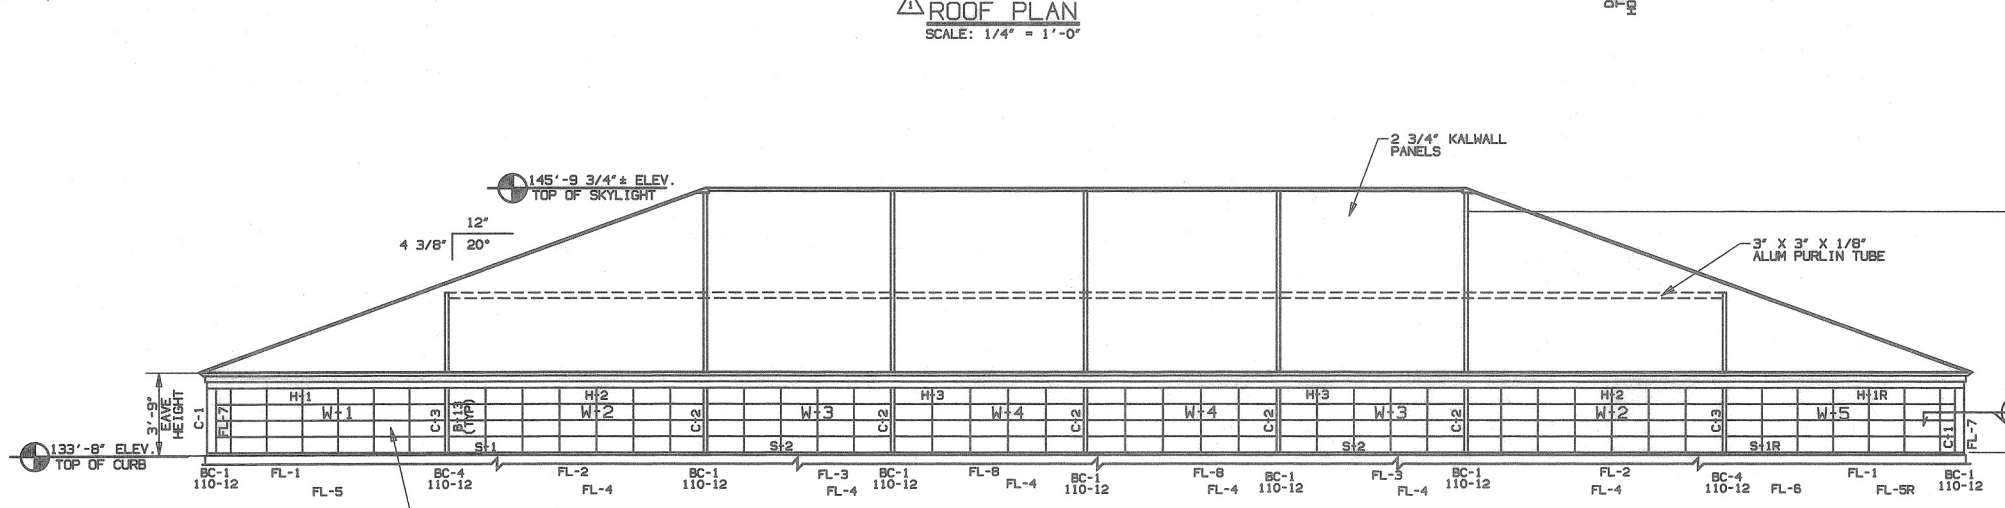 1
ROOF PLAN
SCALE: 1/4" = 1'-0"
2 3/4" KALWALL
PANELS
145'-9 3/4"± ELEV.
TOP OF SKYLIGHT
12"
4 3/8"
20°
3" X 3" X 1/8"
ALUM PURLIN TUBE
3'-9"
EAVE
HEIGHT
C-1
FL-7
H-1
W-1
C-3
B-13
(TYP)
H-2
W-2
S-1
C-2
W-3
S-2
C-2
H-3
W-4
C-2
W-4
C-2
H-3
W-3
S-2
C-2
H-2
W-2
C-3
H-1R
W-5
S-1R
C-1
FL-7
133'-8" ELEV.
TOP OF CURB
BC-1
110-12
FL-1
FL-5
BC-4
110-12
FL-2
FL-4
BC-1
110-12
FL-3
FL-4
BC-1
110-12
FL-8
FL-4
BC-1
110-12
FL-8
FL-4
BC-1
110-12
FL-3
FL-4
BC-1
110-12
FL-2
FL-4
BC-4
110-12
FL-6
FL-1
FL-5R
BC-1
110-12